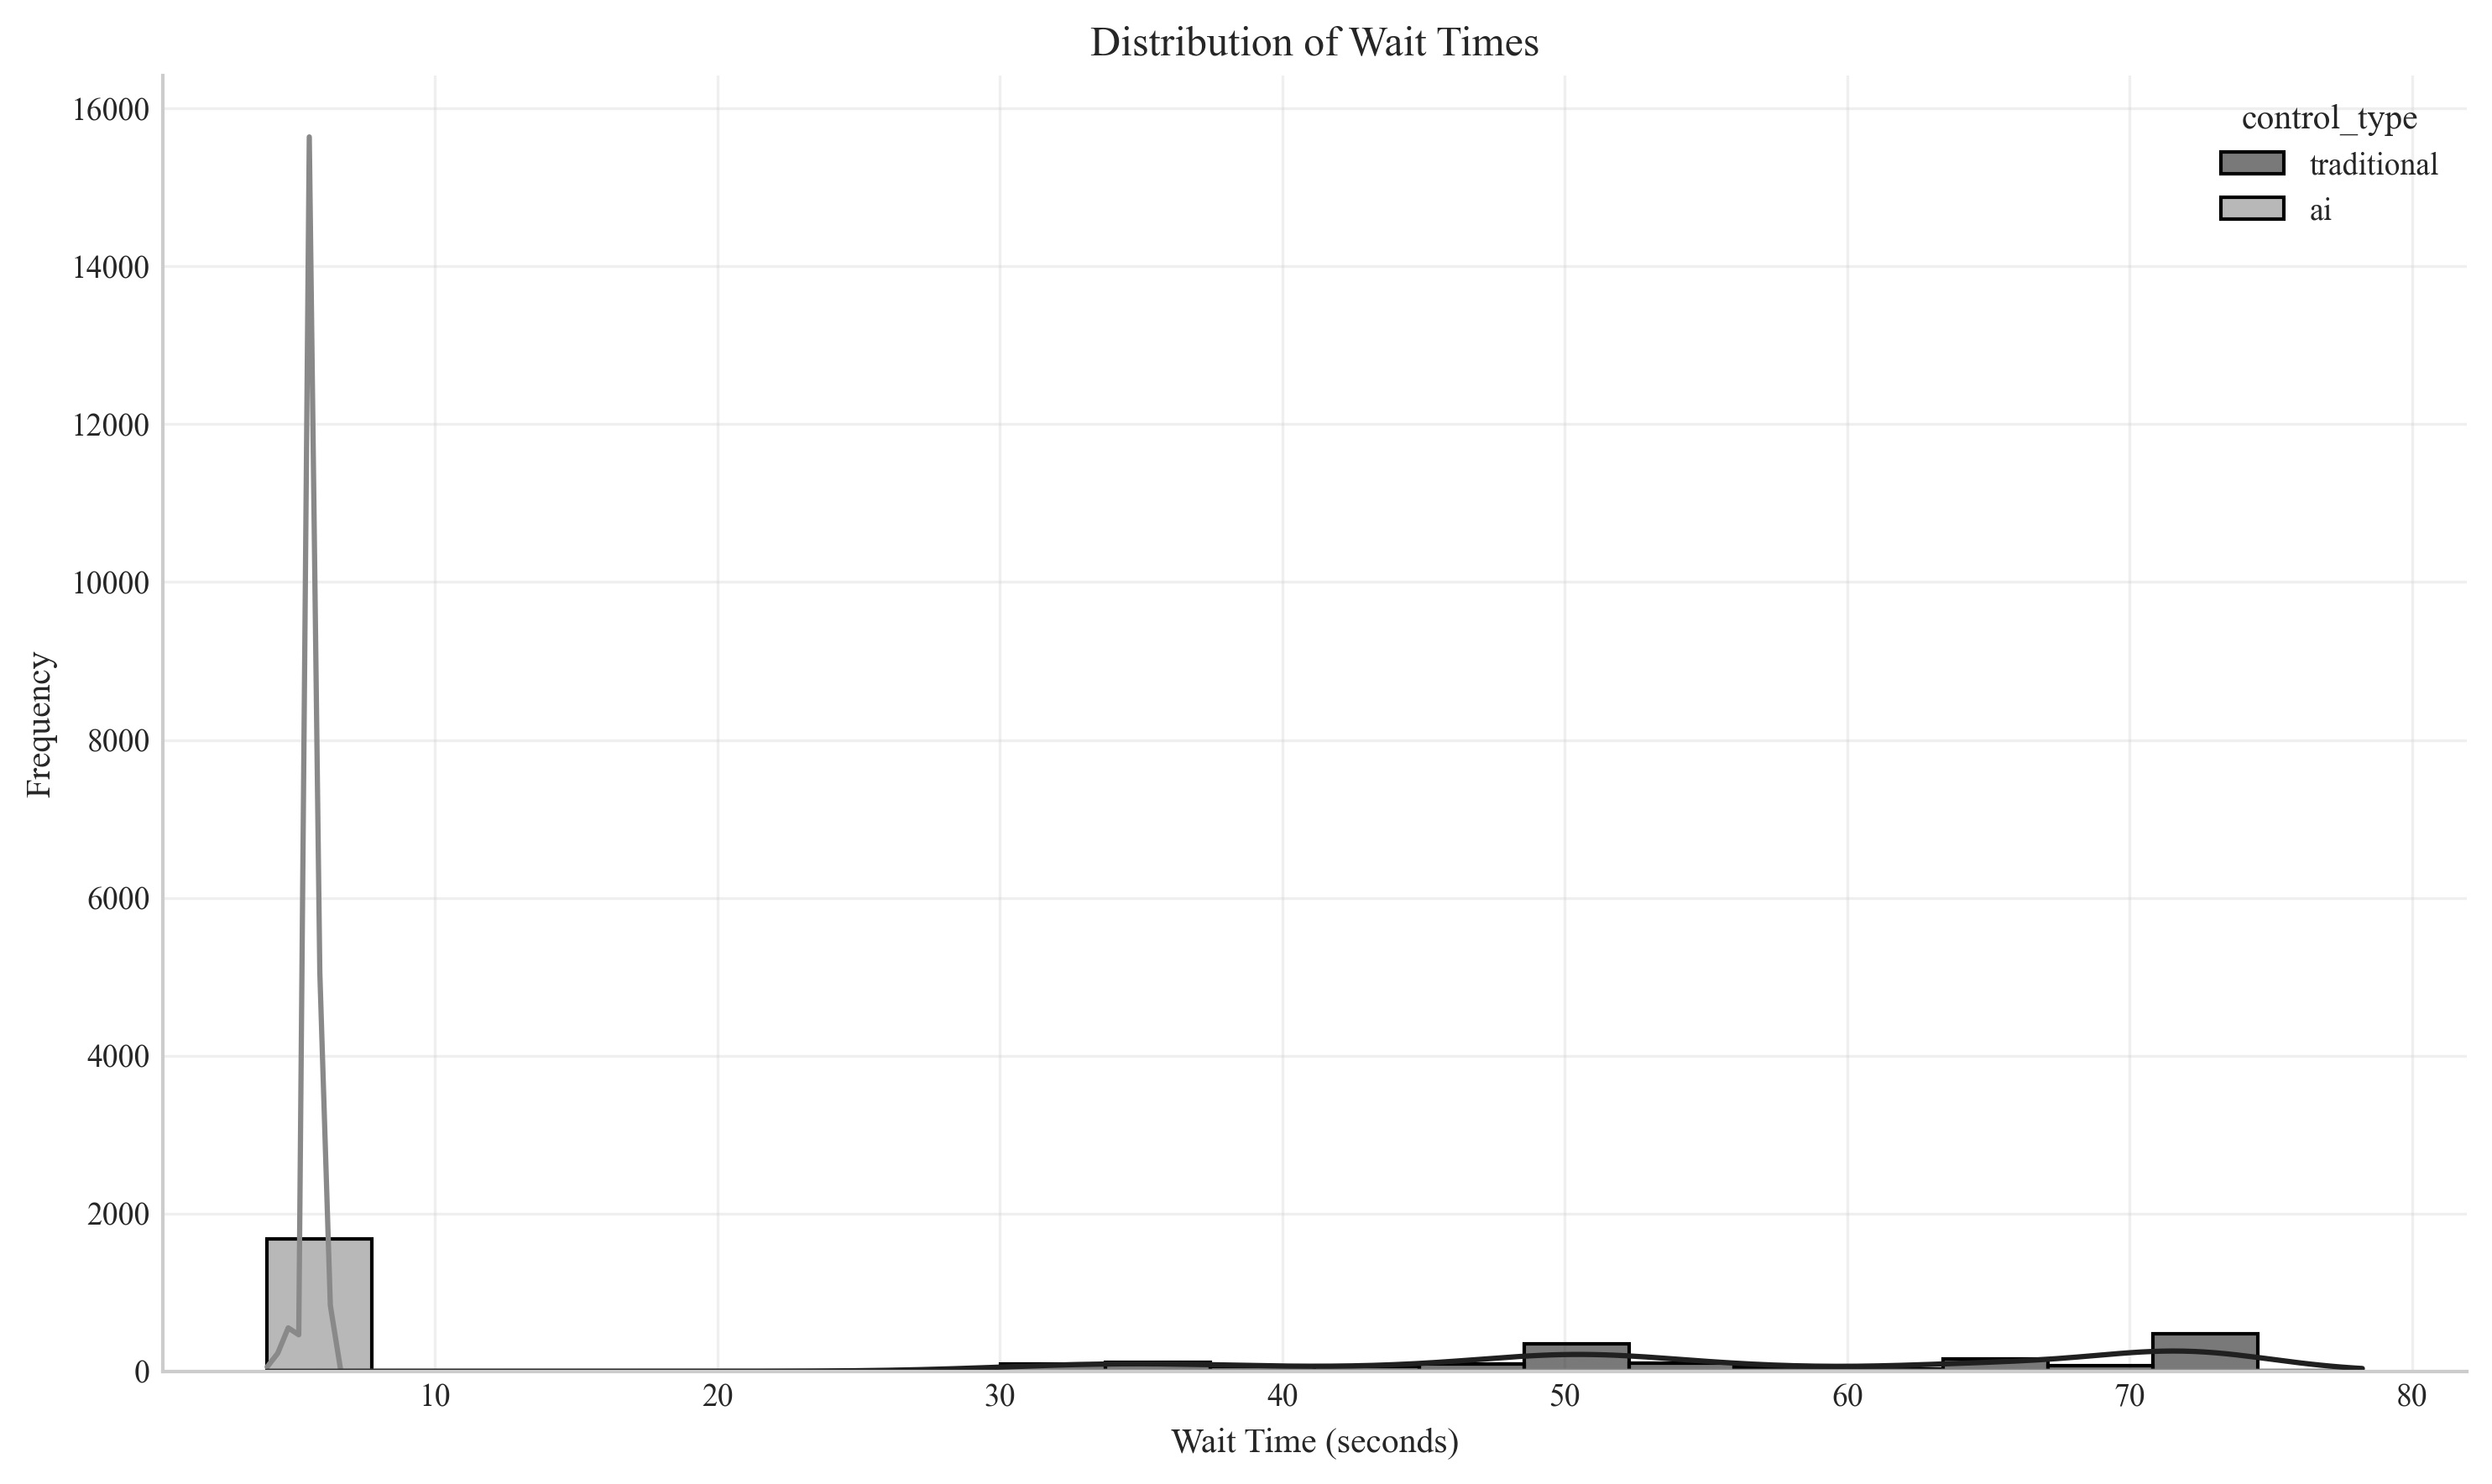 Distribution of Wait Times
16000
14000
12000
10000
8000
6000
4000
2000
0
Frequency
control_type
traditional
ai
10 20 30 40 50 60 70 80
Wait Time (seconds)